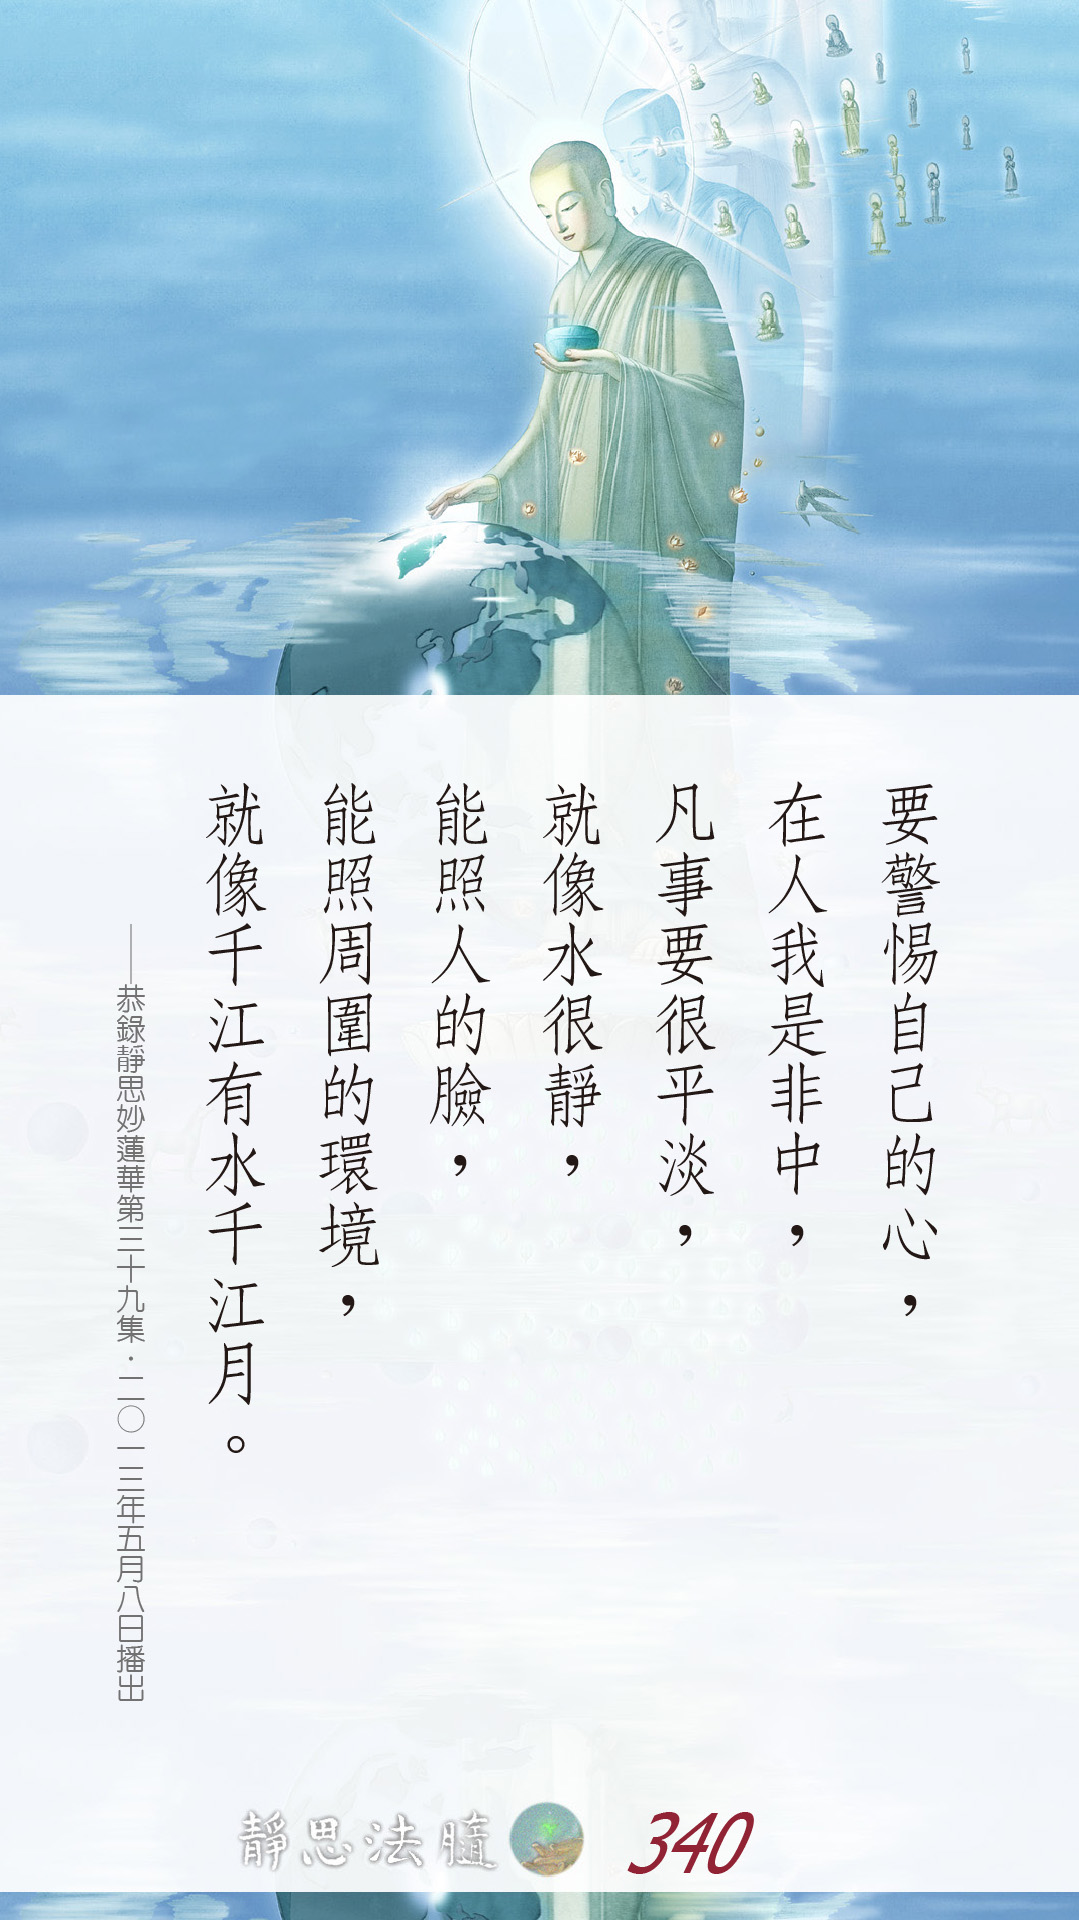 要警惕自己的心，
在人我是非中，
凡事要很平淡，
就像水很靜，
能照人的臉，
能照周圍的環境，
就像千江有水千江月。
——恭錄靜思妙蓮華第三十九集．二〇一三年五月八日播出
靜思法髓
340